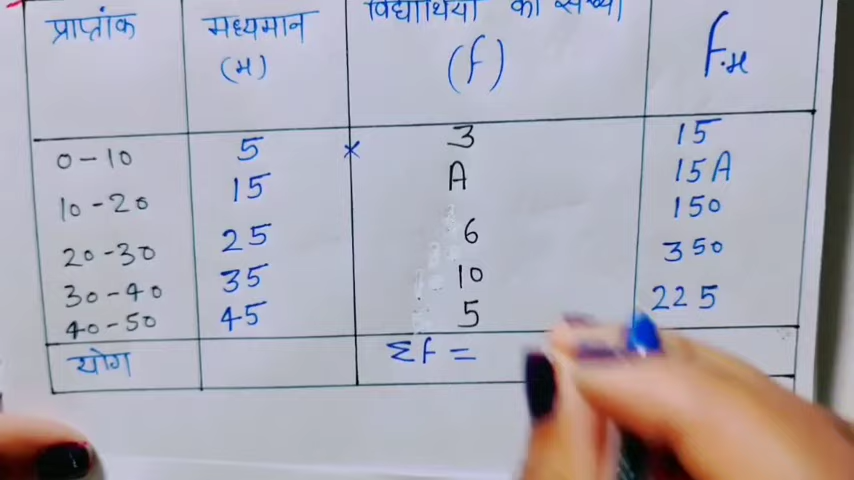 प्राप्तांक मध्यमान विद्यार्थियों की संख्या
(म) (f) f.म
0-10 5 × 3 15
10-20 15 A 15A
20-30 25 6 150
30-40 35 10 350
40-50 45 5 225
योग Σf =